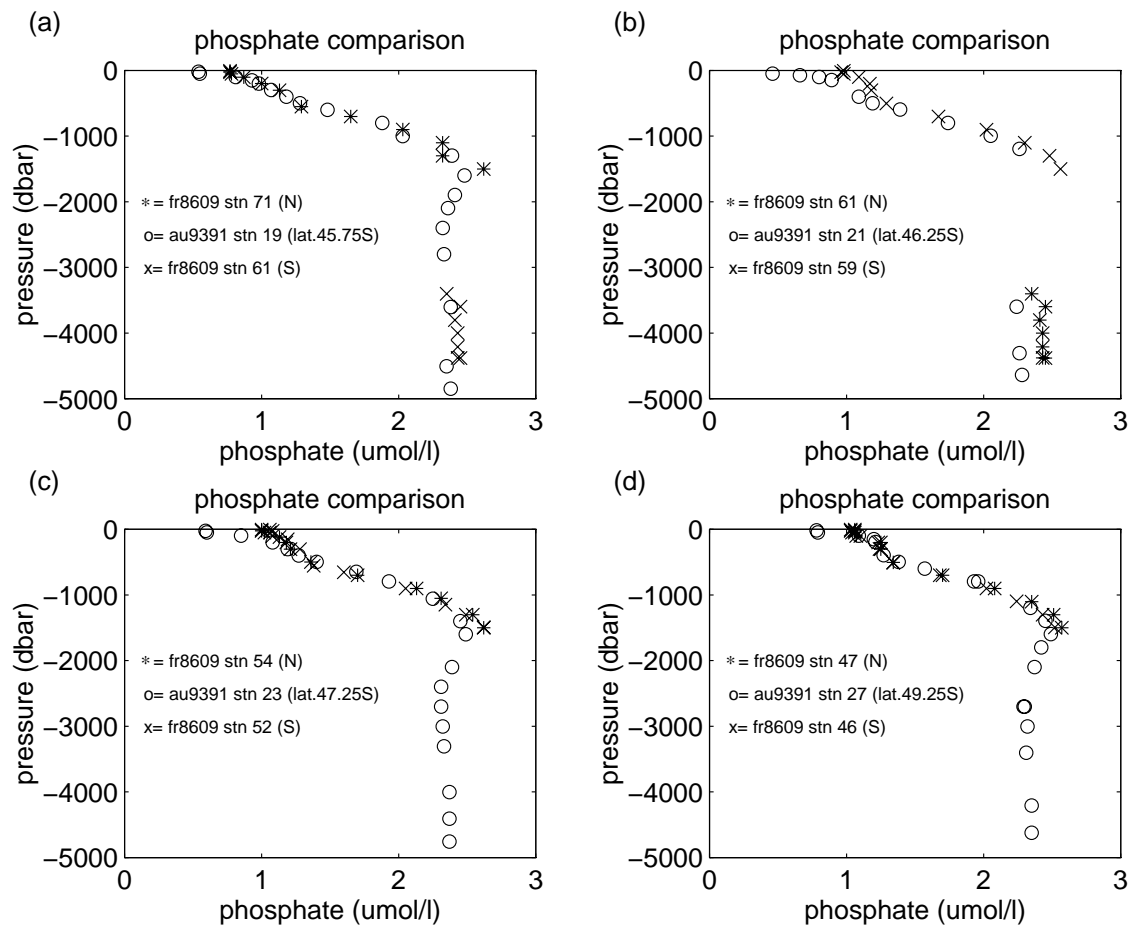 (a)
phosphate comparison
0
−1000
−2000
−3000
−4000
−5000
pressure (dbar)
* = fr8609 stn 71 (N)
o= au9391 stn 19 (lat.45.75S)
x= fr8609 stn 61 (S)
0 1 2 3
phosphate (umol/l)
(b)
phosphate comparison
0
−1000
−2000
−3000
−4000
−5000
pressure (dbar)
*= fr8609 stn 61 (N)
o= au9391 stn 21 (lat.46.25S)
x= fr8609 stn 59 (S)
0 1 2 3
phosphate (umol/l)
(c)
phosphate comparison
0
−1000
−2000
−3000
−4000
−5000
pressure (dbar)
* = fr8609 stn 54 (N)
o= au9391 stn 23 (lat.47.25S)
x= fr8609 stn 52 (S)
0 1 2 3
phosphate (umol/l)
(d)
phosphate comparison
0
−1000
−2000
−3000
−4000
−5000
pressure (dbar)
* = fr8609 stn 47 (N)
o= au9391 stn 27 (lat.49.25S)
x= fr8609 stn 46 (S)
0 1 2 3
phosphate (umol/l)